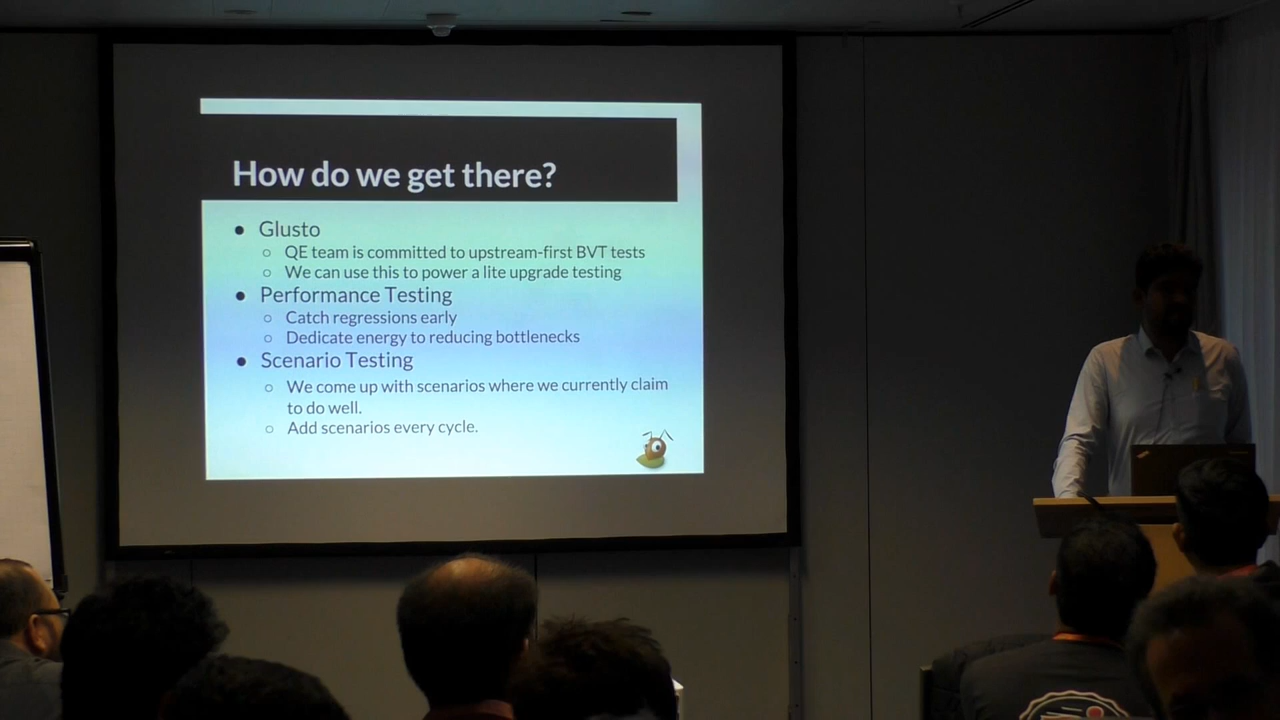 How do we get there?
● Glusto
○ QE team is committed to upstream-first BVT tests
○ We can use this to power a lite upgrade testing
● Performance Testing
○ Catch regressions early
○ Dedicate energy to reducing bottlenecks
● Scenario Testing
○ We come up with scenarios where we currently claim
to do well.
○ Add scenarios every cycle.